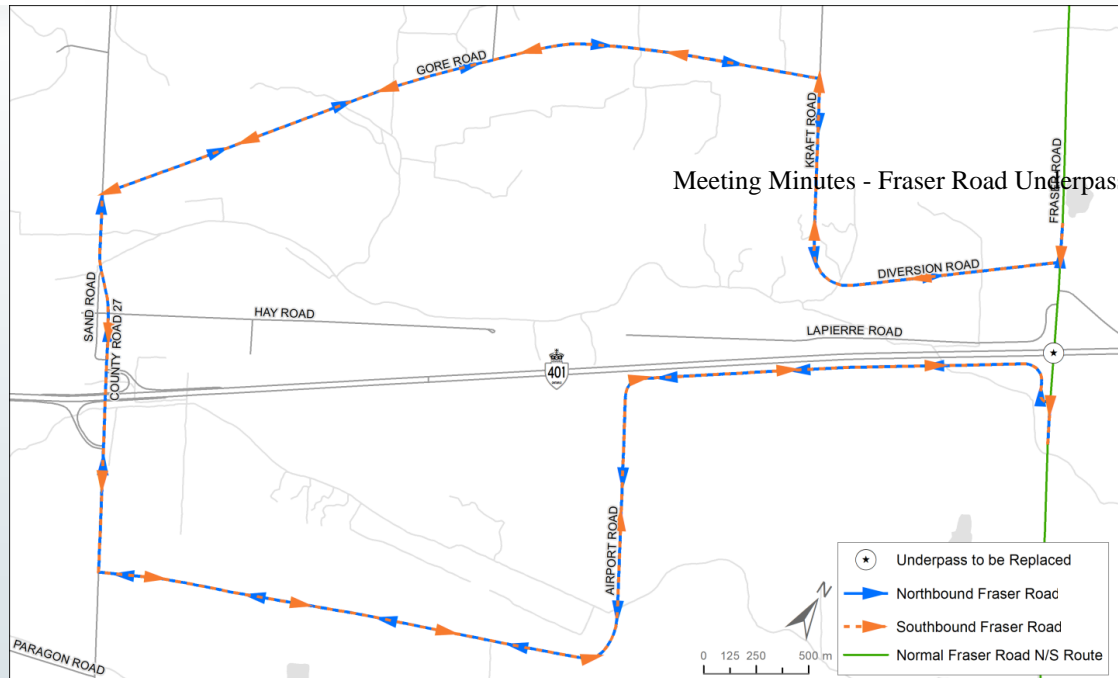 GORE ROAD
KRAFT ROAD
FRASER ROAD
Meeting Minutes - Fraser Road Underpas
DIVERSION ROAD
SAND ROAD
COUNTY ROAD 27
HAY ROAD
LAPIERRE ROAD
401
AIRPORT ROAD
PARAGON ROAD
N
0 125 250 500 m
Underpass to be Replaced
Northbound Fraser Road
Southbound Fraser Road
Normal Fraser Road N/S Route